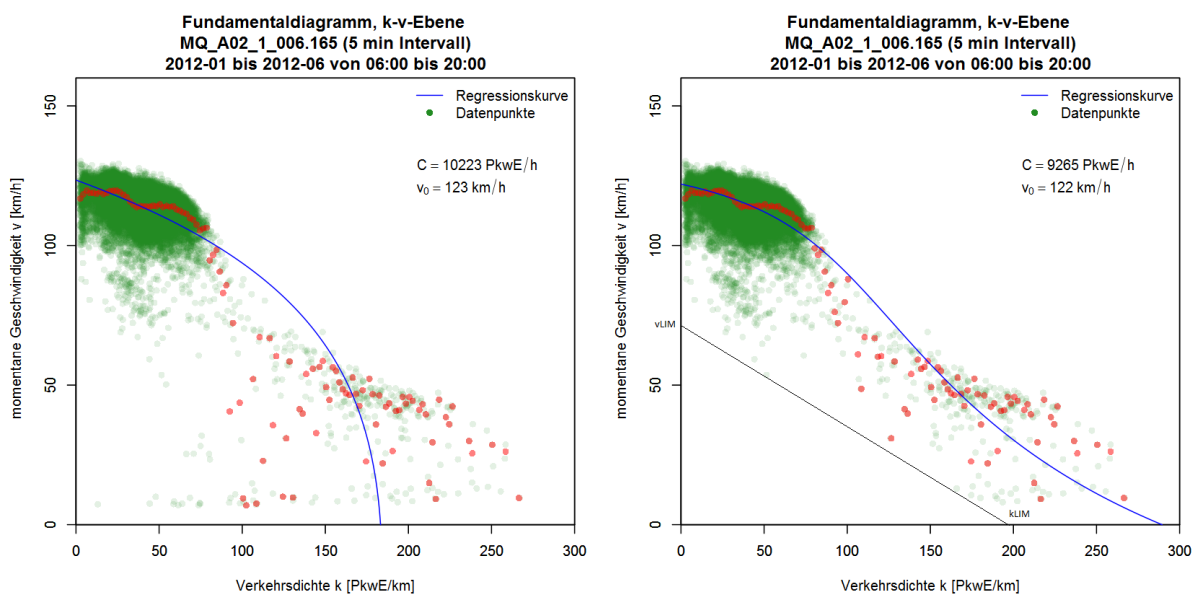 Fundamentaldiagramm, k-v-Ebene
MQ_A02_1_006.165 (5 min Intervall)
2012-01 bis 2012-06 von 06:00 bis 20:00
Regressionskurve
Datenpunkte
C = 10223 PkwE/h
v0 = 123 km/h
momentane Geschwindigkeit v [km/h]
150
100
50
0
0 50 100 150 200 250 300
Verkehrsdichte k [PkwE/km]
Fundamentaldiagramm, k-v-Ebene
MQ_A02_1_006.165 (5 min Intervall)
2012-01 bis 2012-06 von 06:00 bis 20:00
Regressionskurve
Datenpunkte
C = 9265 PkwE/h
v0 = 122 km/h
momentane Geschwindigkeit v [km/h]
150
100
50
0
vLIM
kLIM
0 50 100 150 200 250 300
Verkehrsdichte k [PkwE/km]